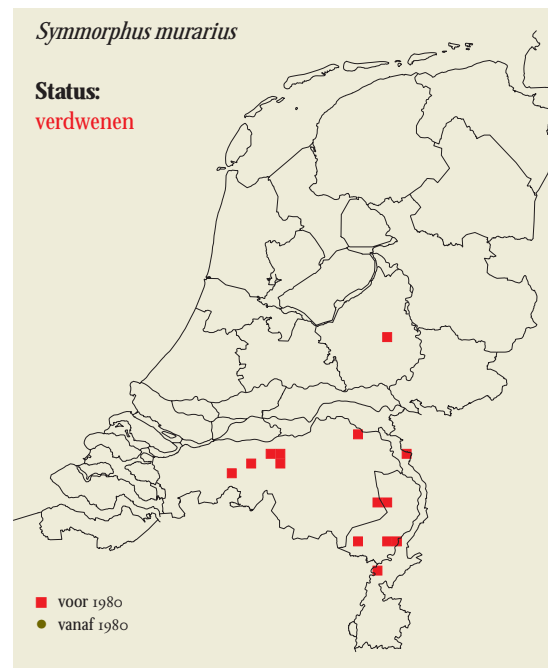 Symmorphus murarius
Status:
verdwenen
voor 1980
vanaf 1980